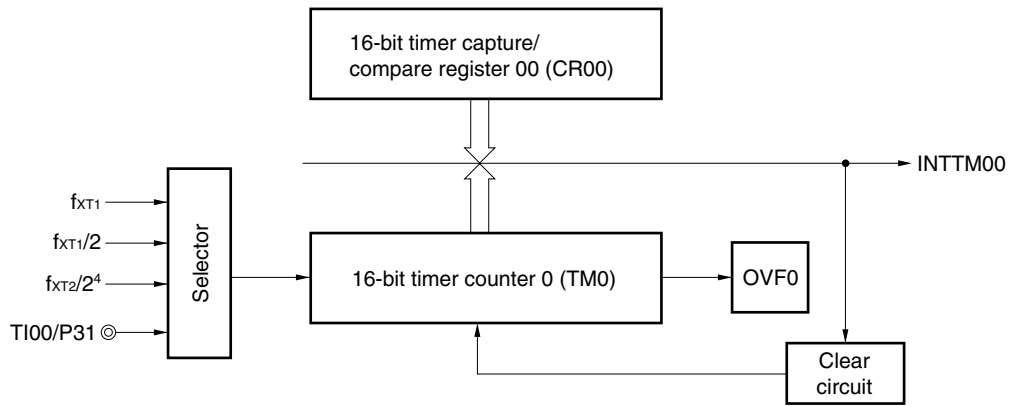 16-bit timer capture/
compare register 00 (CR00)
INTTM00
fXT1
fXT1/2
fXT2/2⁴
TI00/P31
Selector
16-bit timer counter 0 (TM0)
OVF0
Clear
circuit